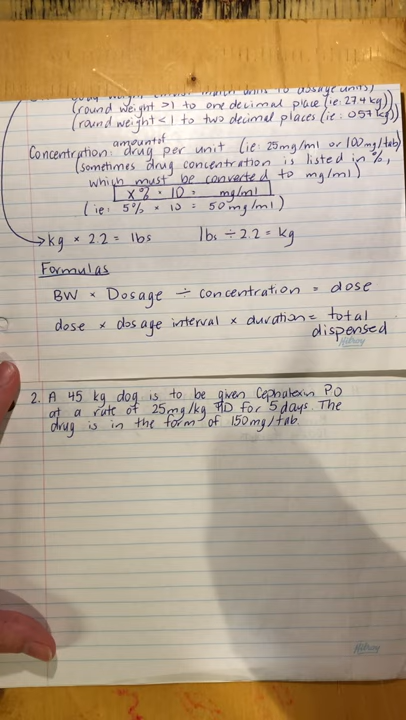 (round weight >1 to one decimal place (ie: 27.4 kg))
(round weight <1 to two decimal places (ie: 0.57 kg))
Concentration: amount of drug per unit (ie: 25mg/ml or 100mg/tab)
(sometimes drug concentration is listed in %,
which must be converted to mg/ml)
X% × 10 = mg/ml
(ie: 5% × 10 = 50mg/ml)
kg × 2.2 = lbs lbs ÷ 2.2 = kg
Formulas
BW × Dosage ÷ concentration = dose
dose × dosage interval × duration = total
dispensed
Hilroy
2. A 45 kg dog is to be given Cephalexin PO
at a rate of 25mg/kg for 5 days. The
drug is in the form of 150mg/tab.
Hilroy